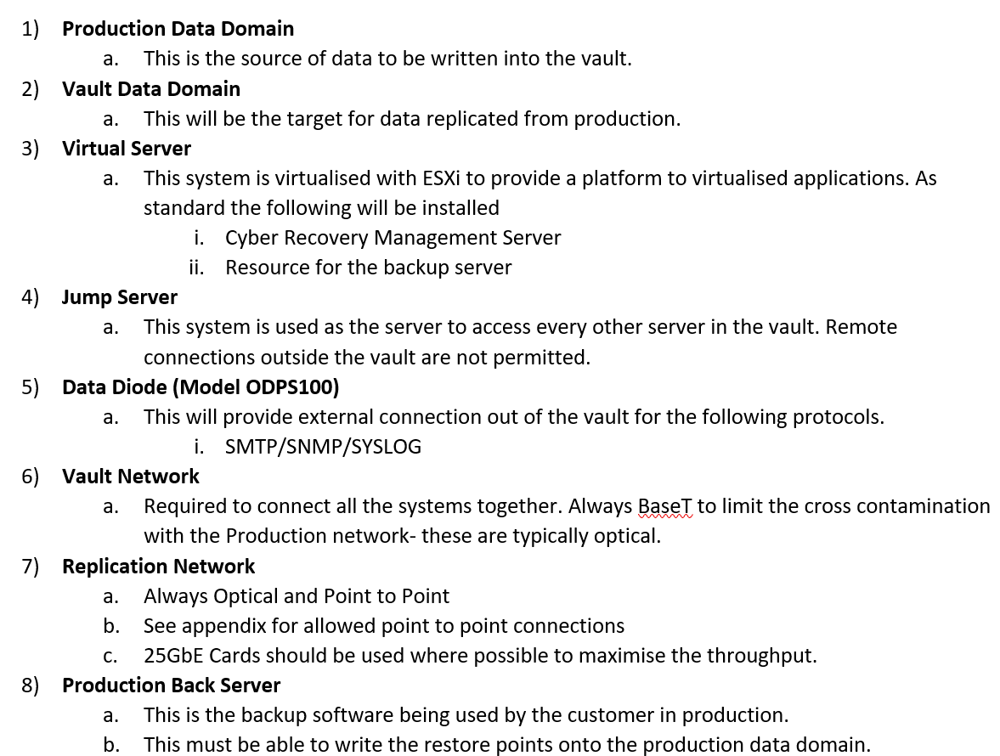 1) Production Data Domain
a. This is the source of data to be written into the vault.
2) Vault Data Domain
a. This will be the target for data replicated from production.
3) Virtual Server
a. This system is virtualised with ESXi to provide a platform to virtualised applications. As
standard the following will be installed
i. Cyber Recovery Management Server
ii. Resource for the backup server
4) Jump Server
a. This system is used as the server to access every other server in the vault. Remote
connections outside the vault are not permitted.
5) Data Diode (Model ODPS100)
a. This will provide external connection out of the vault for the following protocols.
i. SMTP/SNMP/SYSLOG
6) Vault Network
a. Required to connect all the systems together. Always BaseT to limit the cross contamination
with the Production network- these are typically optical.
7) Replication Network
a. Always Optical and Point to Point
b. See appendix for allowed point to point connections
c. 25GbE Cards should be used where possible to maximise the throughput.
8) Production Back Server
a. This is the backup software being used by the customer in production.
b. This must be able to write the restore points onto the production data domain.